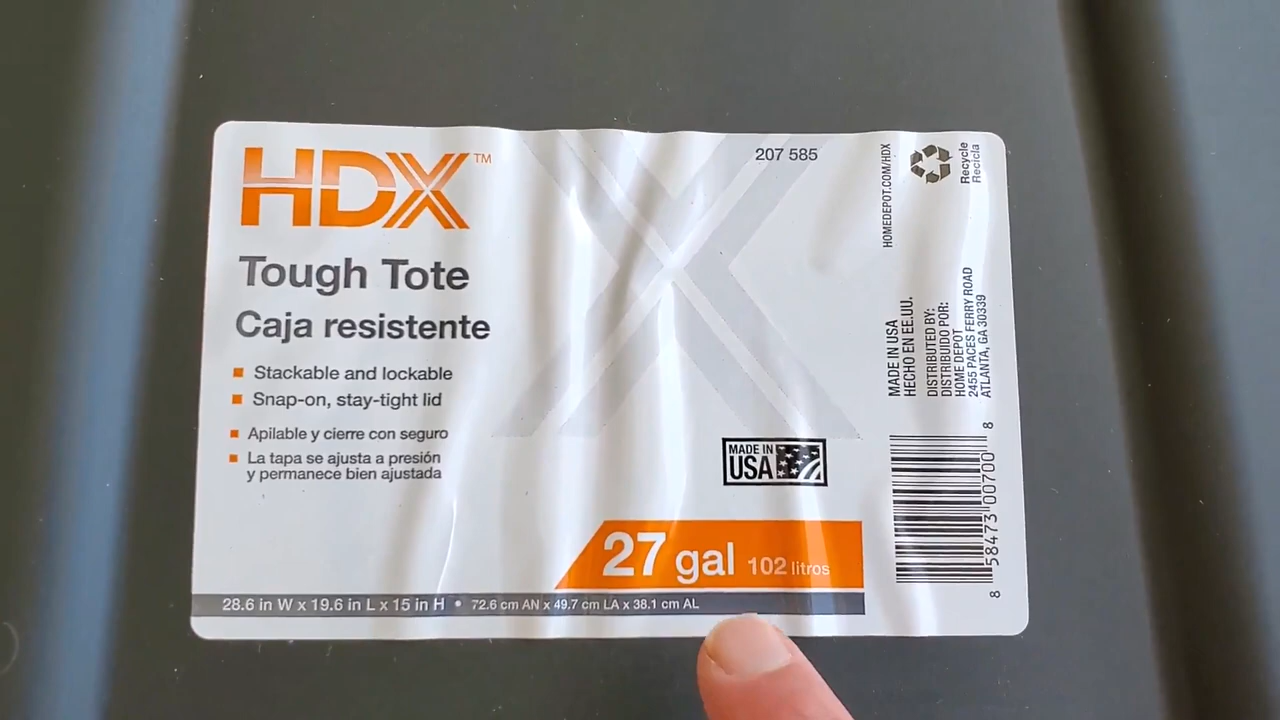 HDX™
Tough Tote
Caja resistente
Stackable and lockable
Snap-on, stay-tight lid
Apilable y cierre con seguro
La tapa se ajusta a presión
y permanece bien ajustada
207 585
MADE IN
USA
27 gal 102 litros
28.6 in W x 19.6 in L x 15 in H • 72.6 cm AN x 49.7 cm LA x 38.1 cm AL
HOMEDEPOT.COM/HDX
Recycle
Recicla
MADE IN USA
HECHO EN EE.UU.
DISTRIBUTED BY:
DISTRIBUIDO POR:
HOME DEPOT
2455 PACES FERRY ROAD
ATLANTA, GA 30339
8 58473 00700 8